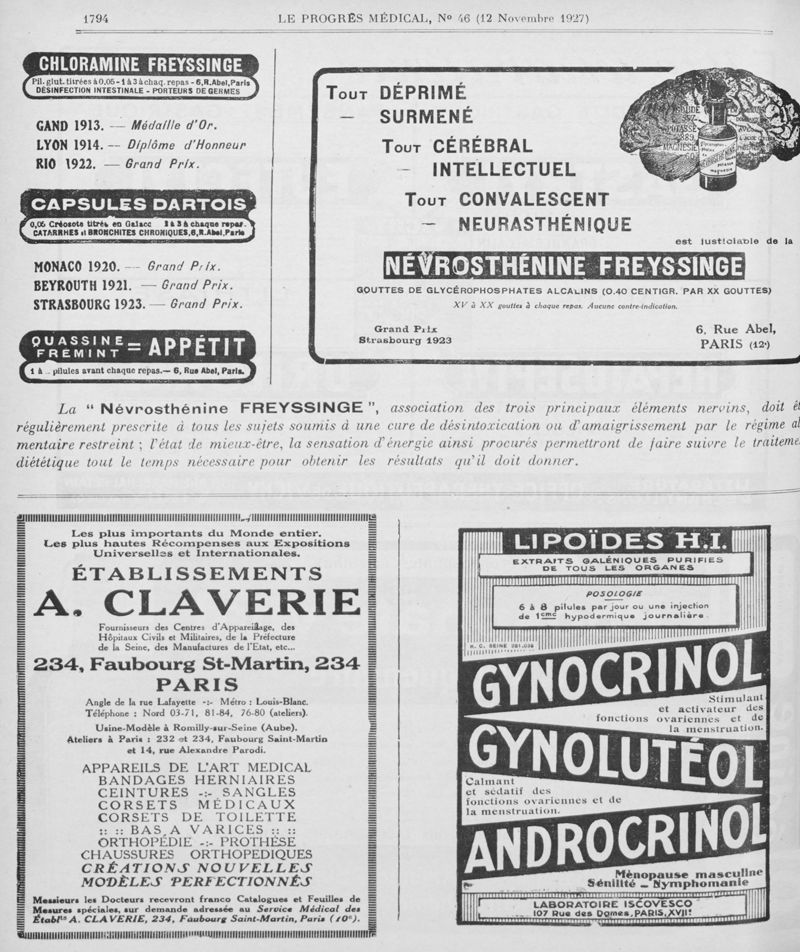 1794
LE PROGRÈS MÉDICAL, No 46 (12 Novembre 1927)
CHLORAMINE FREYSSINGE
Pil. glut. titrées à 0,05 - 1 à 3 à chaq. repas - 6, R. Abel, Paris
DÉSINFECTION INTESTINALE - PORTEURS DE GERMES
GAND 1913. — Médaille d'Or.
LYON 1914. — Diplôme d'Honneur
RIO 1922. — Grand Prix.
CAPSULES DARTOIS
0,05 Créosote titrée en Gaïacol 2 à 3 à chaque repas.
CATARRHES et BRONCHITES CHRONIQUES, 6, R. Abel, Paris
MONACO 1920. — Grand Prix.
BEYROUTH 1921. — Grand Prix.
STRASBOURG 1923. — Grand Prix.
QUASSINE
FREMINT = APPÉTIT
1 à .. pilules avant chaque repas. — 6, Rue Abel, Paris.
TOUT DÉPRIMÉ
— SURMENÉ
TOUT CÉRÉBRAL
— INTELLECTUEL
TOUT CONVALESCENT
— NEURASTHÉNIQUE
est justiciable de la
NÉVROSTHÉNINE FREYSSINGE
GOUTTES DE GLYCÉROPHOSPHATES ALCALINS (0.40 CENTIGR. PAR XX GOUTTES)
XV à XX gouttes à chaque repas. Aucune contre-indication.
Grand Prix
Strasbourg 1923
6, Rue Abel,
PARIS (12e)
POTASSE
MAGNESIE
La “ Névrosthénine FREYSSINGE ”, association des trois principaux éléments nervins, doit êt
régulièrement prescrite à tous les sujets soumis à une cure de désintoxication ou d'amaigrissement par le régime al
mentaire restreint ; l'état de mieux-être, la sensation d'énergie ainsi procurés permettront de faire suivre le traiteme
diététique tout le temps nécessaire pour obtenir les résultats qu'il doit donner.
Les plus importants du Monde entier.
Les plus hautes Récompenses aux Expositions
Universelles et Internationales.
ÉTABLISSEMENTS
A. CLAVERIE
Fournisseurs des Centres d'Appareillage, des
Hôpitaux Civils et Militaires, de la Préfecture
de la Seine, des Manufactures de l'Etat, etc...
234, Faubourg St-Martin, 234
PARIS
Angle de la rue Lafayette -:- Métro : Louis-Blanc.
Téléphone : Nord 03-71, 81-84, 76-80 (ateliers).
Usine-Modèle à Romilly-sur-Seine (Aube).
Ateliers à Paris : 232 et 234, Faubourg Saint-Martin
et 14, rue Alexandre Parodi.
APPAREILS DE L'ART MEDICAL
BANDAGES HERNIAIRES
CEINTURES -:- SANGLES
CORSETS MÉDICAUX
CORSETS DE TOILETTE
:: :: BAS A VARICES :: ::
ORTHOPÉDIE -:- PROTHÈSE
CHAUSSURES ORTHOPEDIQUES
CRÉATIONS NOUVELLES
MODÈLES PERFECTIONNÉS
Messieurs les Docteurs recevront franco Catalogues et Feuilles de
Mesures spéciales, sur demande adressée au Service Médical des
Établts A. CLAVERIE, 234, Faubourg Saint-Martin, Paris (10e).
LIPOÏDES H.I.
EXTRAITS GALÉNIQUES PURIFIÉS
DE TOUS LES ORGANES
POSOLOGIE
6 à 8 pilules par jour ou une injection
de 1cmc hypodermique journalière.
R. C. SEINE
GYNOCRINOL
Stimulant
et activateur des
fonctions ovariennes et de
la menstruation.
GYNOLUTÉOL
Calmant
et sédatif des
fonctions ovariennes et de
la menstruation.
ANDROCRINOL
Ménopause masculine
Sénilité — Nymphomanie
LABORATOIRE ISCOVESCO
107 Rue des Dames, PARIS, XVIIe